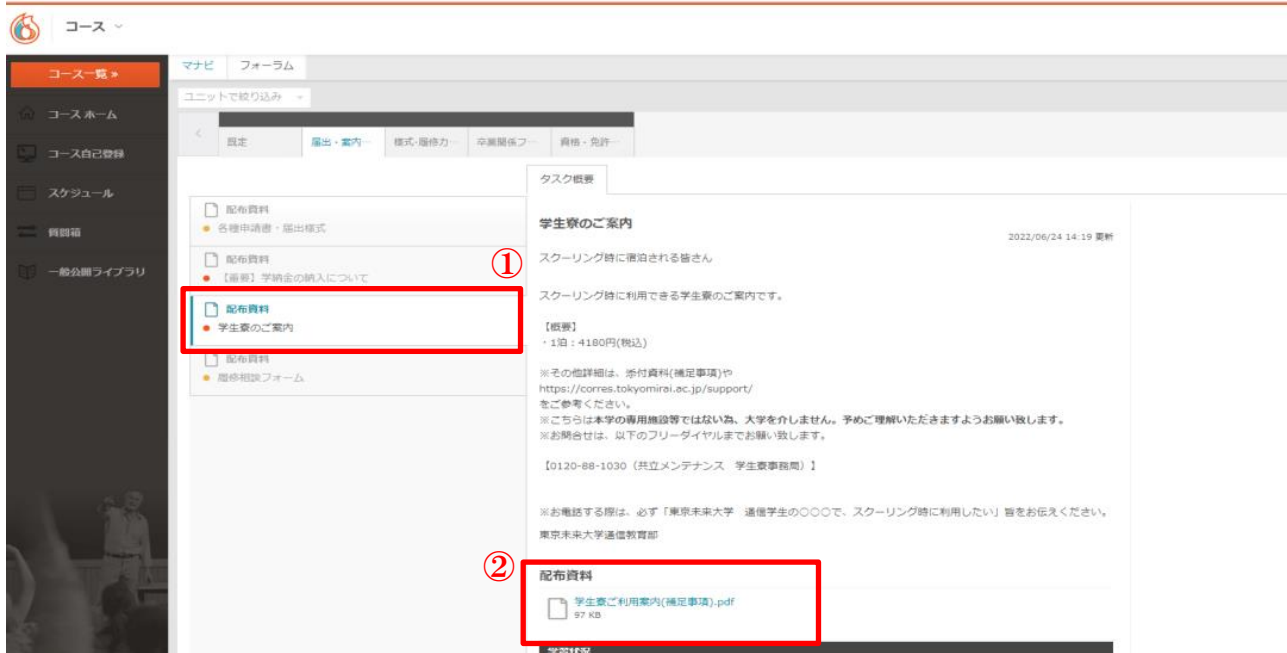 コース
コース一覧 »
コース ホーム
コース自己登録
スケジュール
質問箱
一般公開ライブラリ
マナビ フォーラム
ユニットで絞り込み
既定 届出・案内… 様式-履修カ… 卒業関係フ… 資格・免許…
配布資料
各種申請書・届出様式
配布資料
【重要】学納金の納入について
①
配布資料
学生寮のご案内
配布資料
履修相談フォーム
タスク概要
学生寮のご案内
2022/06/24 14:19 更新
スクーリング時に宿泊される皆さん
スクーリング時に利用できる学生寮のご案内です。
【概要】
・1泊：4180円(税込)
※その他詳細は、添付資料(補足事項)や
https://corres.tokyomirai.ac.jp/support/
をご参考ください。
※こちらは本学の専用施設等ではない為、大学を介しません。予めご理解いただきますようお願い致します。
※お問合せは、以下のフリーダイヤルまでお願い致します。
【0120-88-1030（共立メンテナンス　学生寮事務局）】
※お電話する際は、必ず「東京未来大学　通信学生の〇〇〇で、スクーリング時に利用したい」旨をお伝えください。
東京未来大学通信教育部
②
配布資料
学生寮ご利用案内(補足事項).pdf
97 KB
学習状況